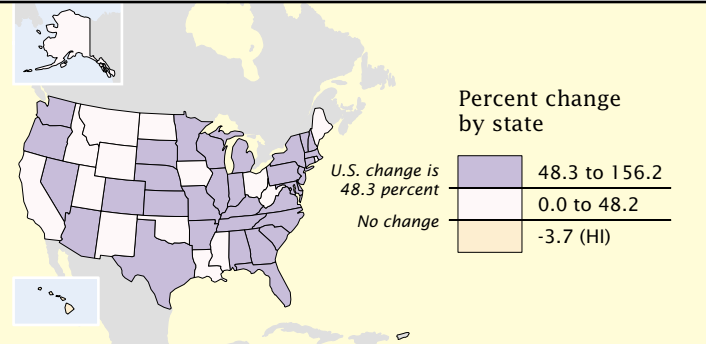 Percent change
by state
U.S. change is
48.3 percent
48.3 to 156.2
0.0 to 48.2
No change
-3.7 (HI)